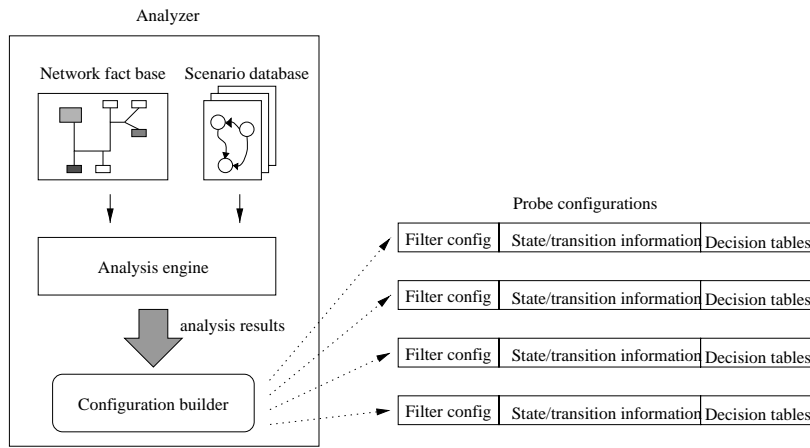 Analyzer
Network fact base
Scenario database
Analysis engine
analysis results
Configuration builder
Probe configurations
Filter config State/transition information Decision tables
Filter config State/transition information Decision tables
Filter config State/transition information Decision tables
Filter config State/transition information Decision tables